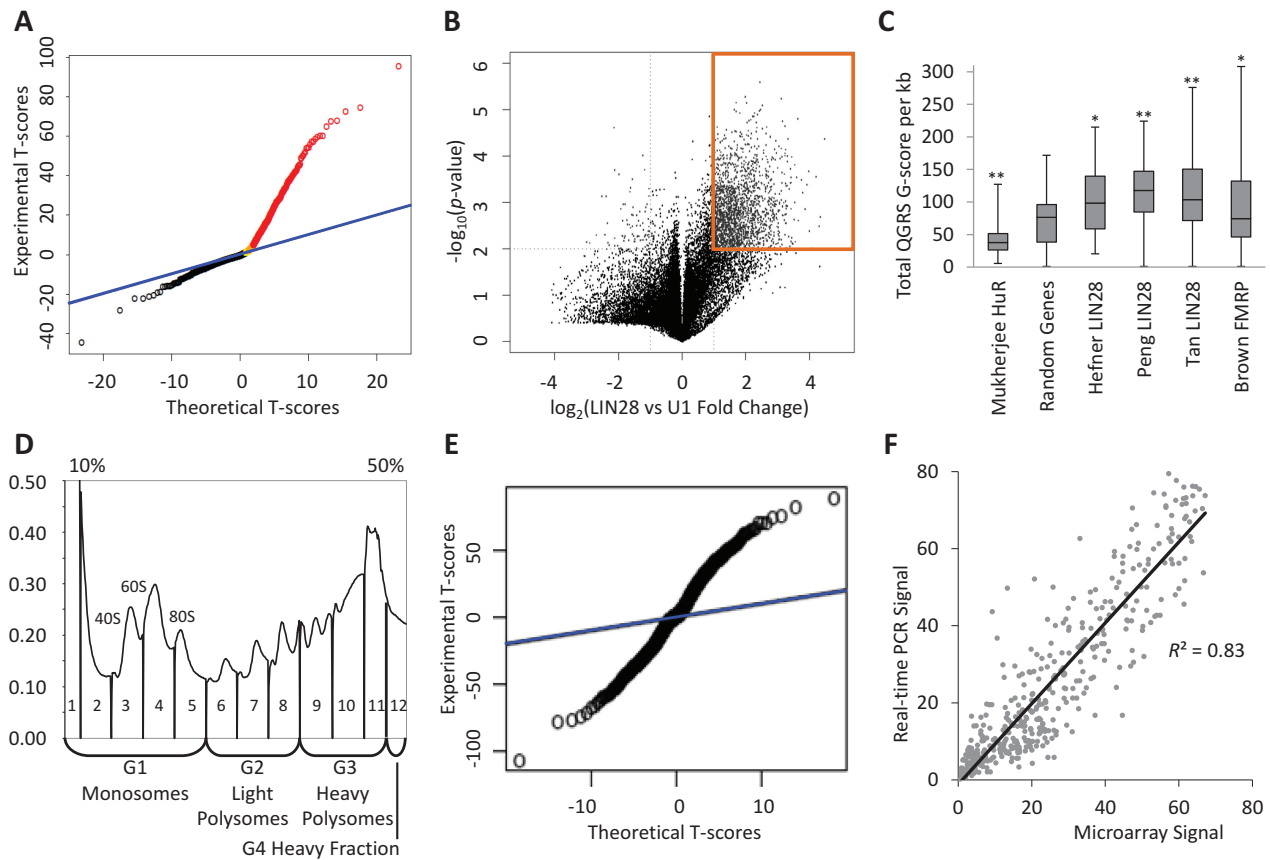 A
Experimental T-scores
100
80
60
40
20
0
-20
-40
-20
-10
0
10
20
Theoretical T-scores
B
-log10(p-value)
6
5
4
3
2
1
0
-4
-2
0
2
4
log2(LIN28 vs U1 Fold Change)
C
Total QGRS G-score per kb
300
250
200
150
100
50
0
**
*
**
**
*
Mukherjee HuR
Random Genes
Hefner LIN28
Peng LIN28
Tan LIN28
Brown FMRP
D
10%
50%
0.50
0.40
0.30
0.20
0.10
0.00
40S
60S
80S
1
2
3
4
5
6
7
8
9
10
11
12
G1
Monosomes
G2
Light
Polysomes
G3
Heavy
Polysomes
G4 Heavy Fraction
E
Experimental T-scores
50
0
-50
-100
-10
0
10
Theoretical T-scores
F
Real-time PCR Signal
80
60
40
20
0
R² = 0.83
0
20
40
60
80
Microarray Signal